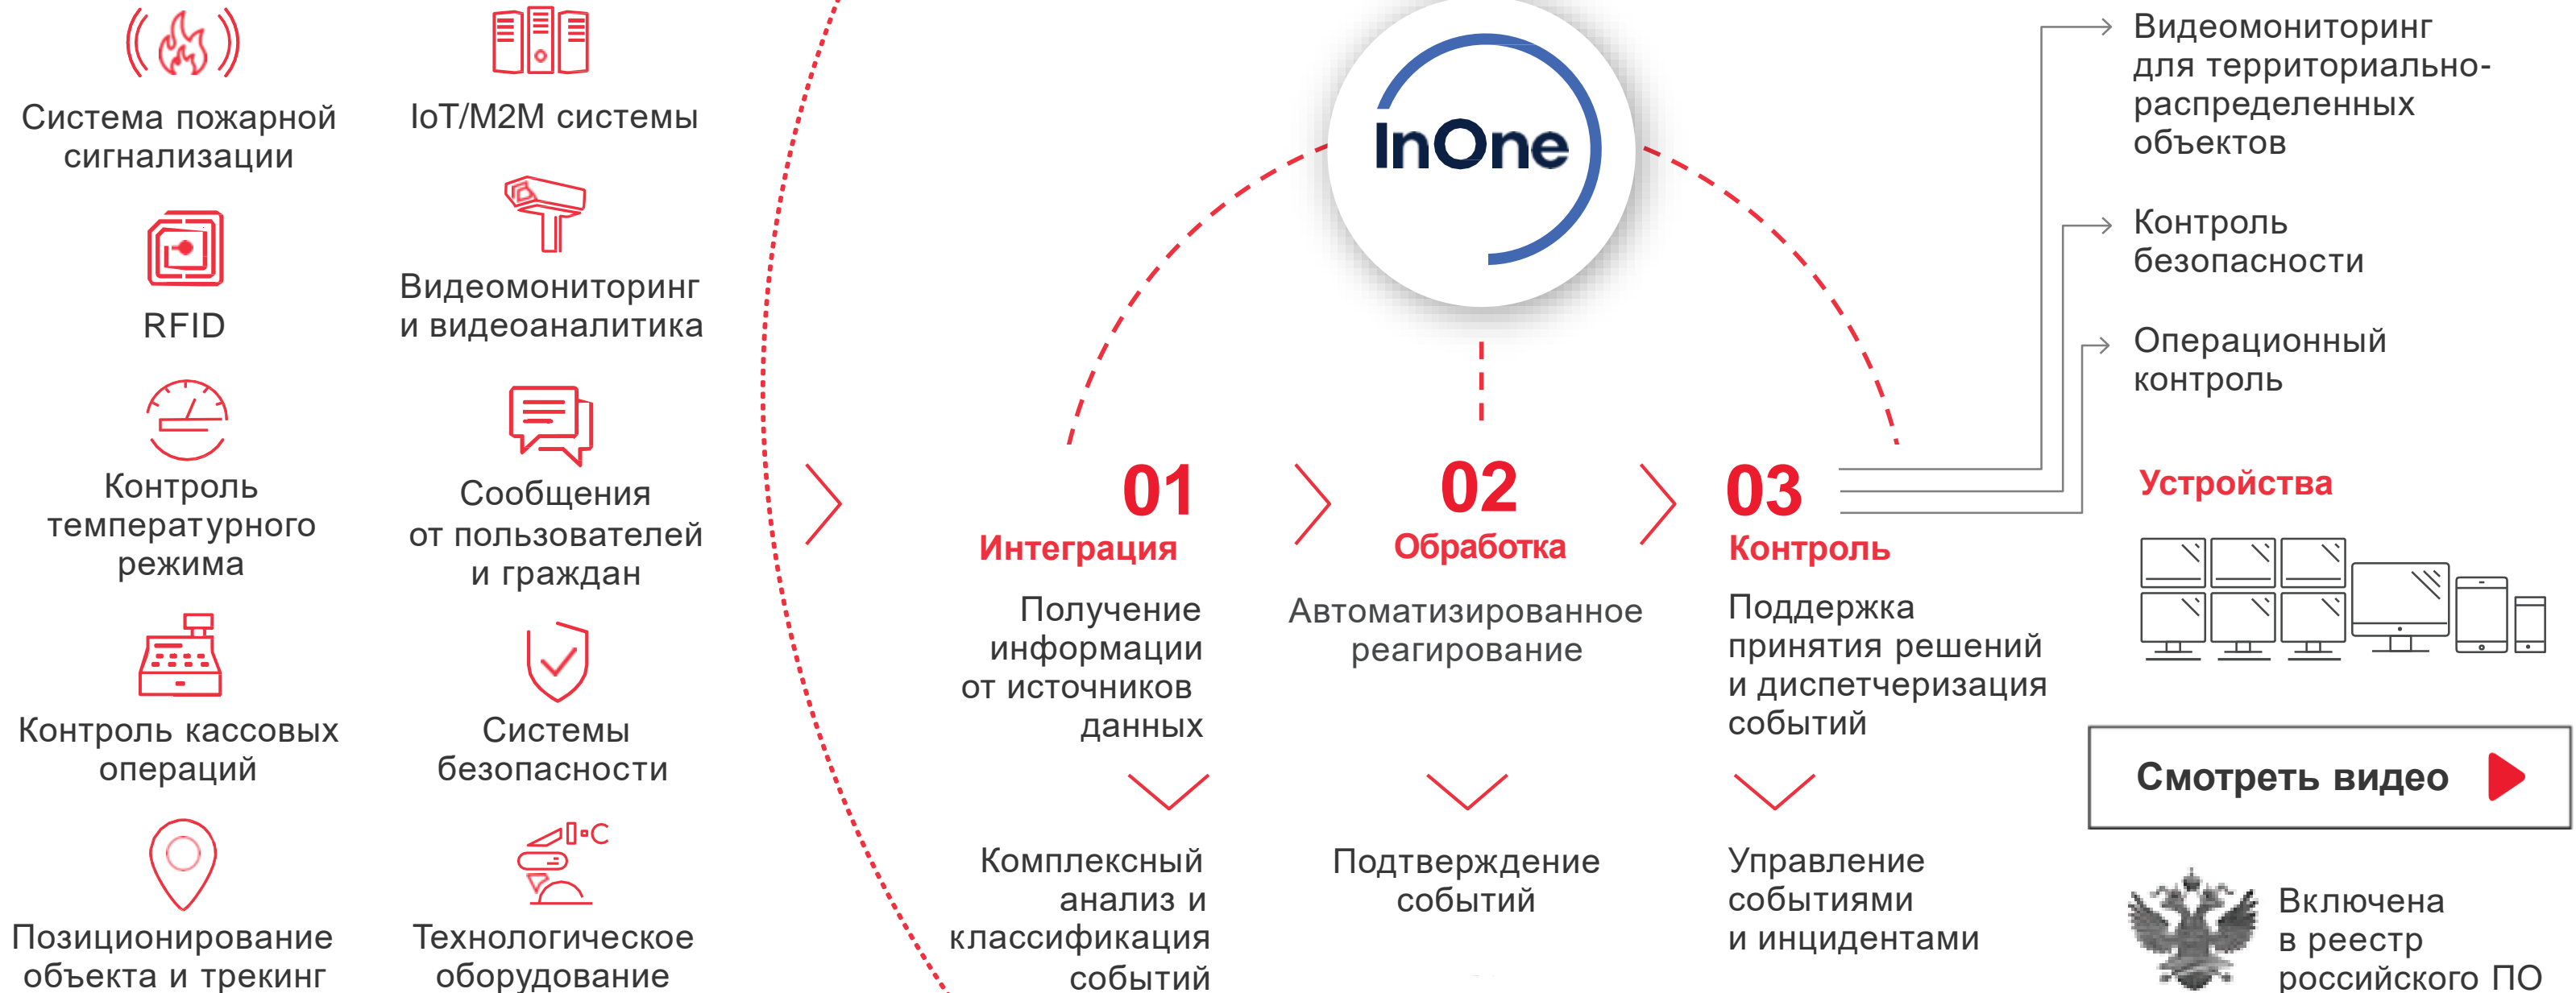 Система пожарной
сигнализации
IoT/M2M системы
RFID
Видеомониторинг
и видеоаналитика
Контроль
температурного
режима
Сообщения
от пользователей
и граждан
Контроль кассовых
операций
Системы
безопасности
Позиционирование
объекта и трекинг
Технологическое
оборудование
InOne
01
Интеграция
Получение
информации
от источников
данных
Комплексный
анализ и
классификация
событий
02
Обработка
Автоматизированное
реагирование
Подтверждение
событий
03
Контроль
Поддержка
принятия решений
и диспетчеризация
событий
Управление
событиями
и инцидентами
Видеомониторинг
для территориально-
распределенных
объектов
Контроль
безопасности
Операционный
контроль
Устройства
Смотреть видео
Включена
в реестр
российского ПО